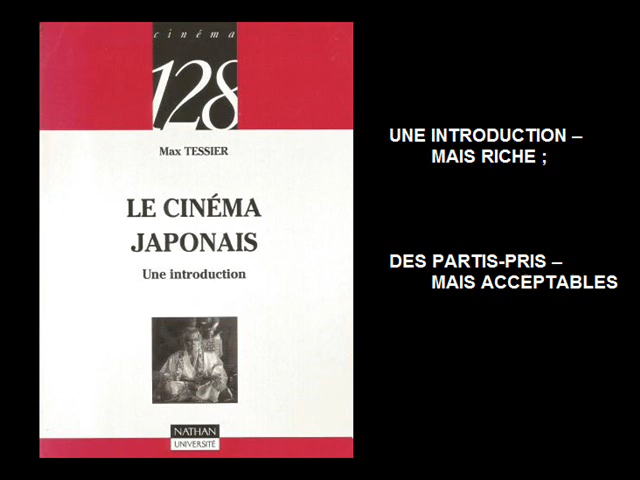 cinéma
128
Max TESSIER
LE CINÉMA
JAPONAIS
Une introduction
NATHAN
UNIVERSITÉ
UNE INTRODUCTION –
MAIS RICHE ;
DES PARTIS-PRIS –
MAIS ACCEPTABLES